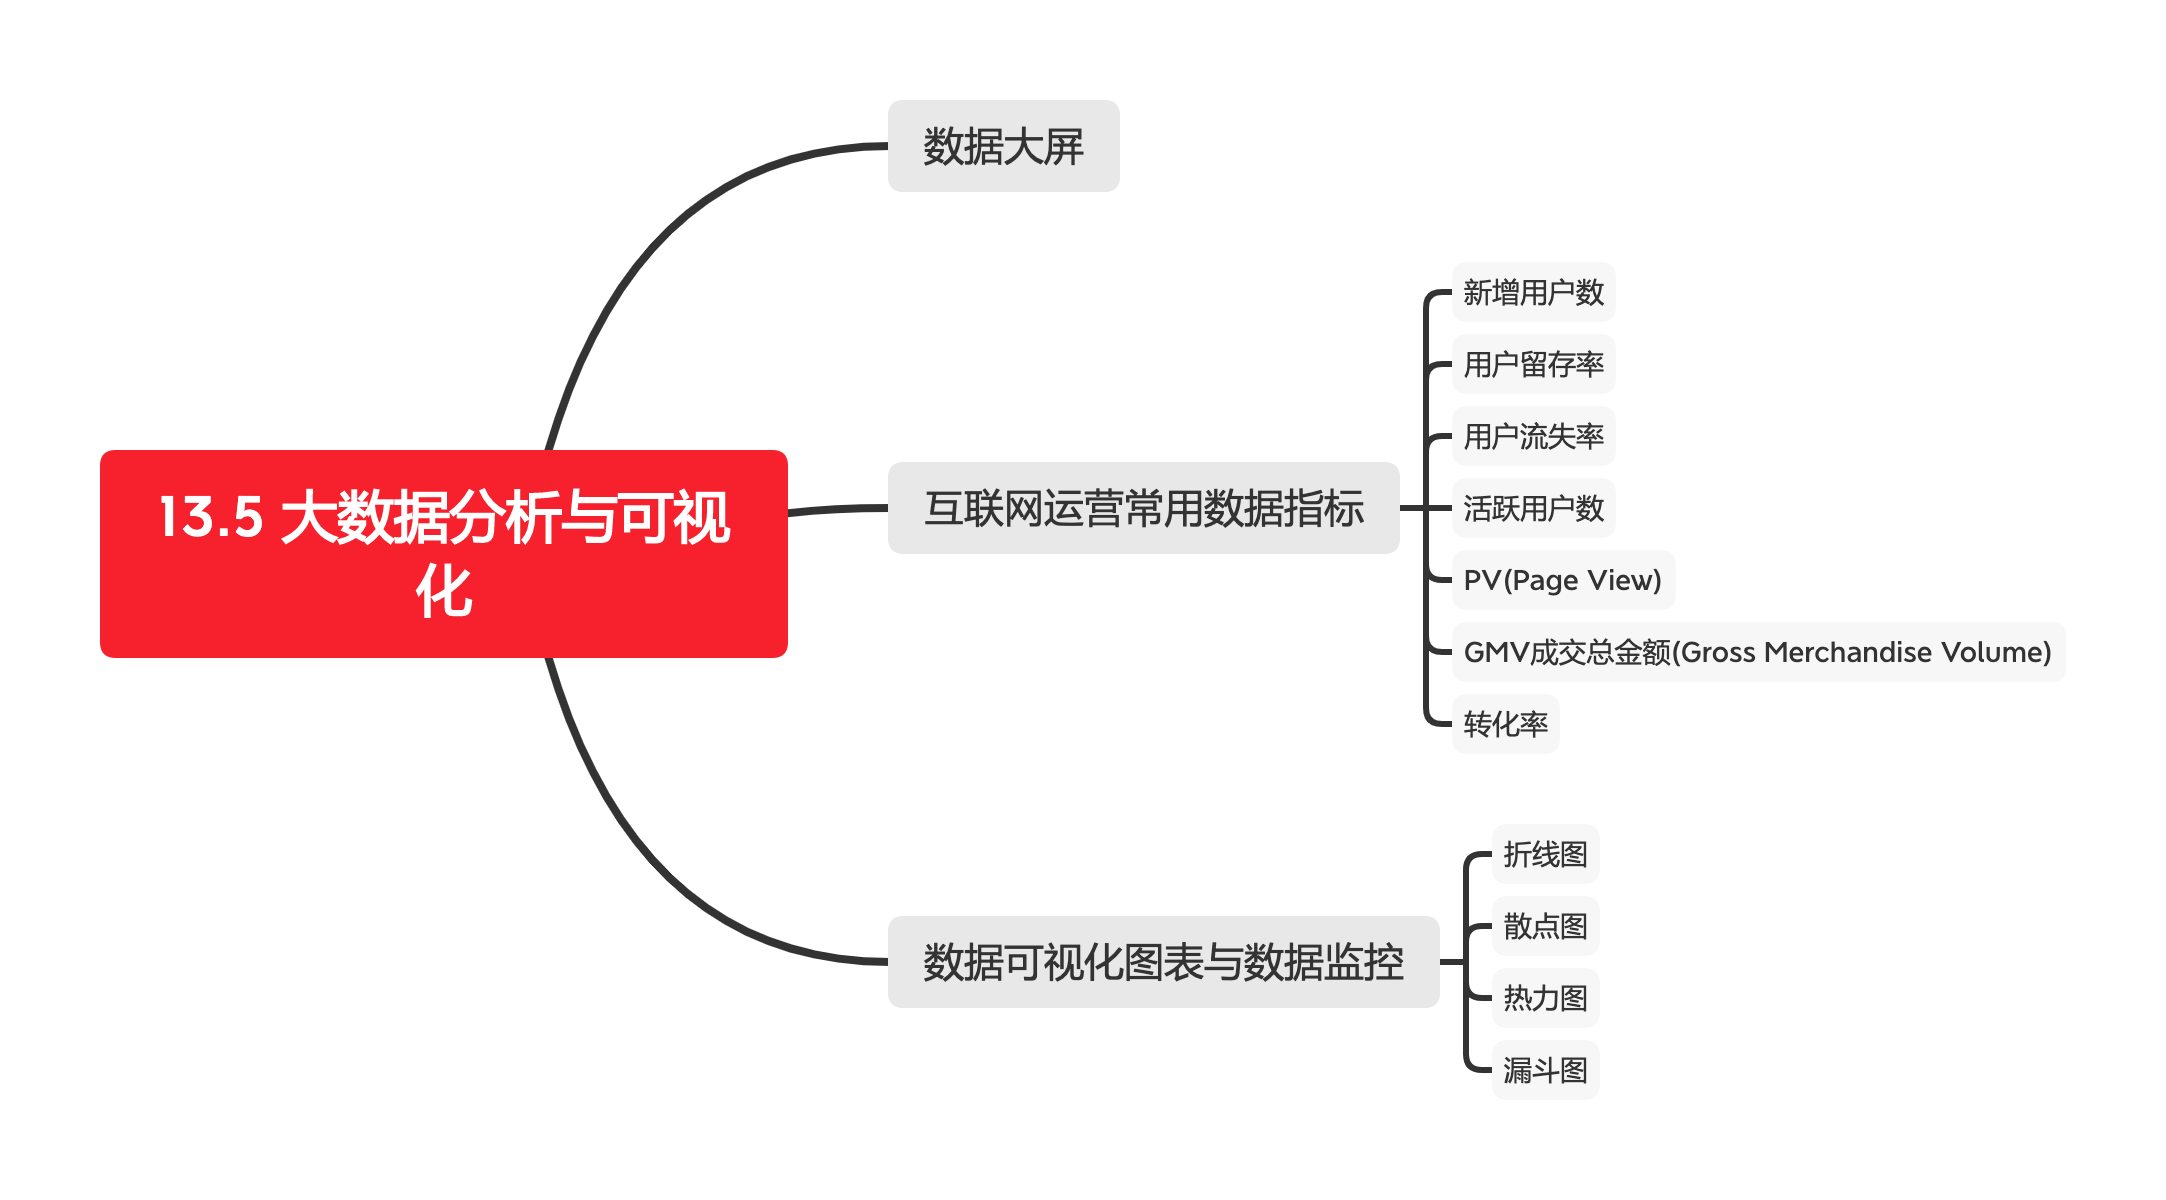 13.5 大数据分析与可视
化
数据大屏
互联网运营常用数据指标
新增用户数
用户留存率
用户流失率
活跃用户数
PV(Page View)
GMV成交总金额(Gross Merchandise Volume)
转化率
数据可视化图表与数据监控
折线图
散点图
热力图
漏斗图